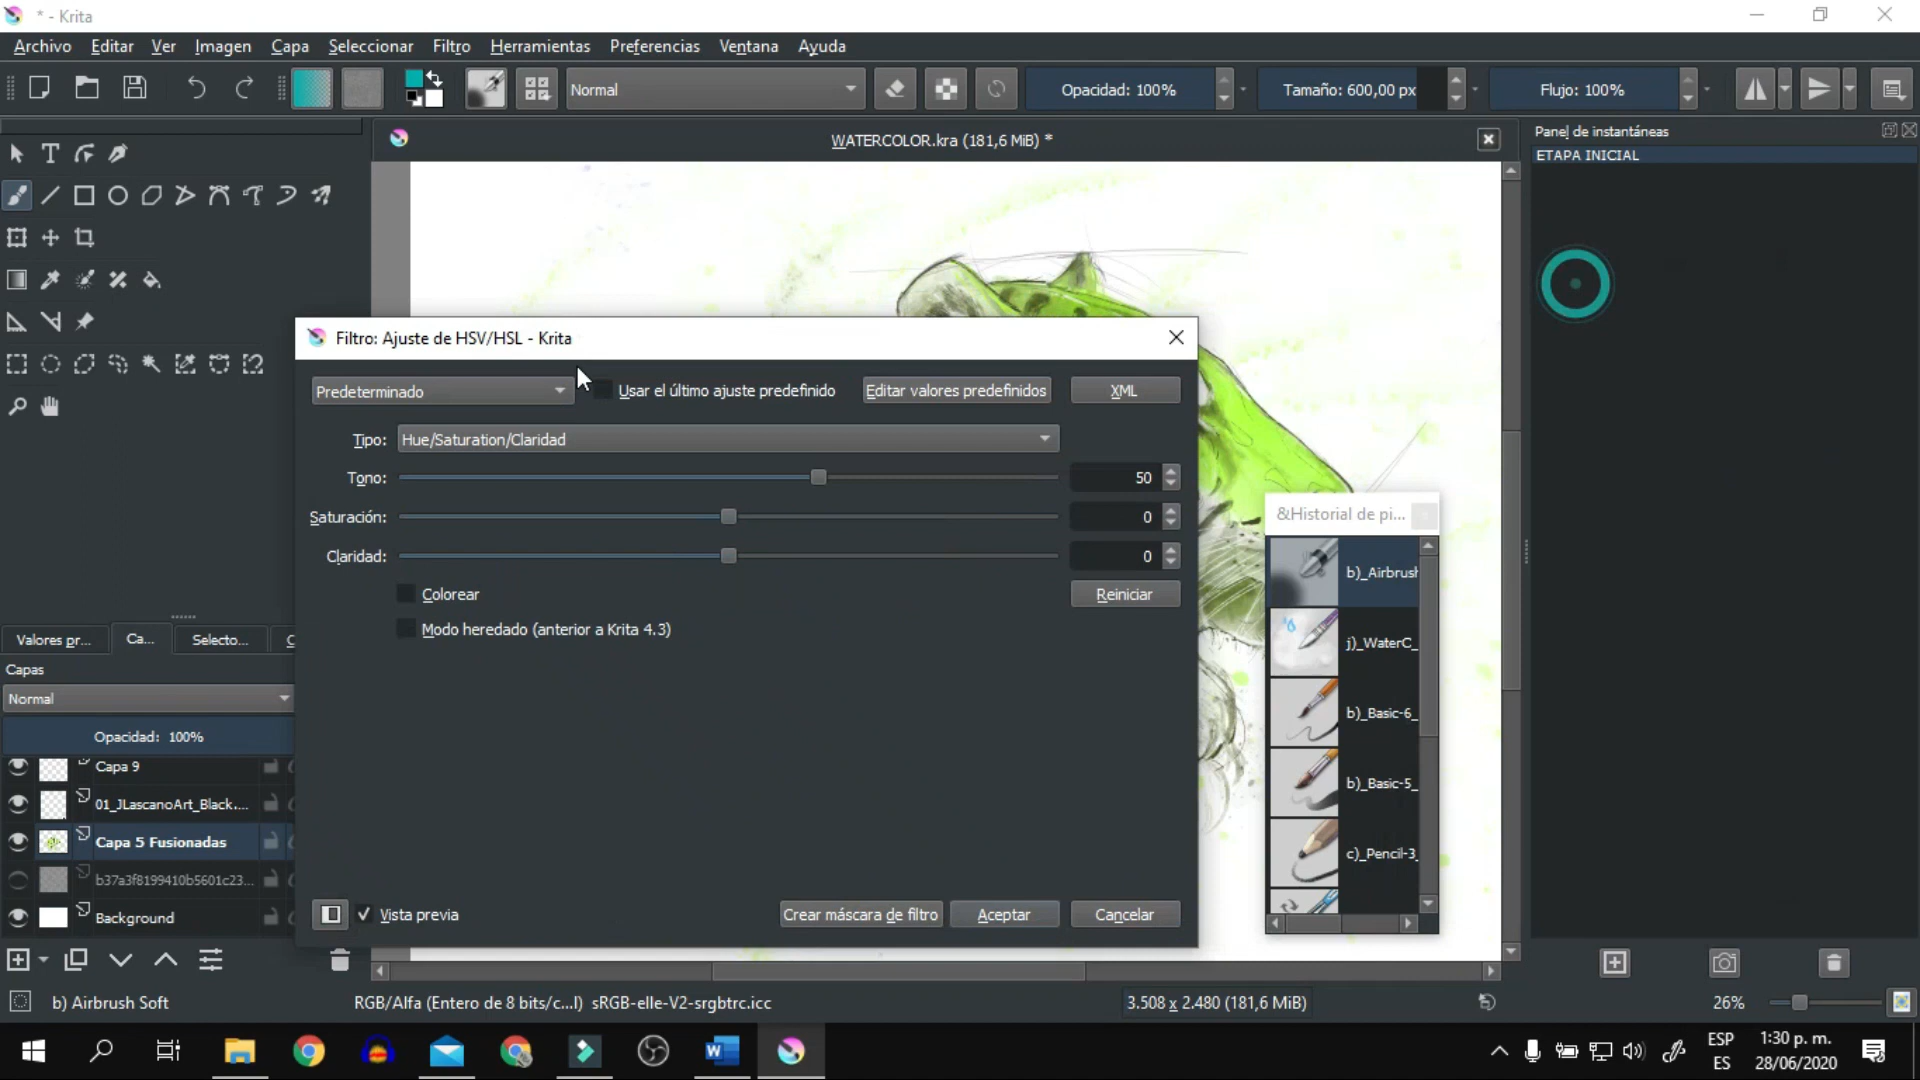 * - Krita
Archivo Editar Ver Imagen Capa Seleccionar Filtro Herramientas Preferencias Ventana Ayuda
Normal Opacidad: 100% Tamaño: 600,00 px Flujo: 100%
WATERCOLOR.kra (181,6 MiB) *
Panel de instantáneas
ETAPA INICIAL
Filtro: Ajuste de HSV/HSL - Krita
Predeterminado Usar el último ajuste predefinido Editar valores predefinidos XML
Tipo: Hue/Saturation/Claridad
Tono: 50
Saturación: 0
Claridad: 0
Colorear Reiniciar
Modo heredado (anterior a Krita 4.3)
Vista previa Crear máscara de filtro Aceptar Cancelar
&Historial de pi...
b)_Airbrush
j)_WaterC_
b)_Basic-6_
b)_Basic-5_
c)_Pencil-3_
Valores pr... Ca... Selecto...
Capas
Normal
Opacidad: 100%
Capa 9
01_JLascanoArt_Black....
Capa 5 Fusionadas
b37a3f8199410b5601c23...
Background
b) Airbrush Soft RGB/Alfa (Entero de 8 bits/c...l) sRGB-elle-V2-srgbtrc.icc 3.508 x 2.480 (181,6 MiB) 26%
ESP
ES
1:30 p. m.
28/06/2020